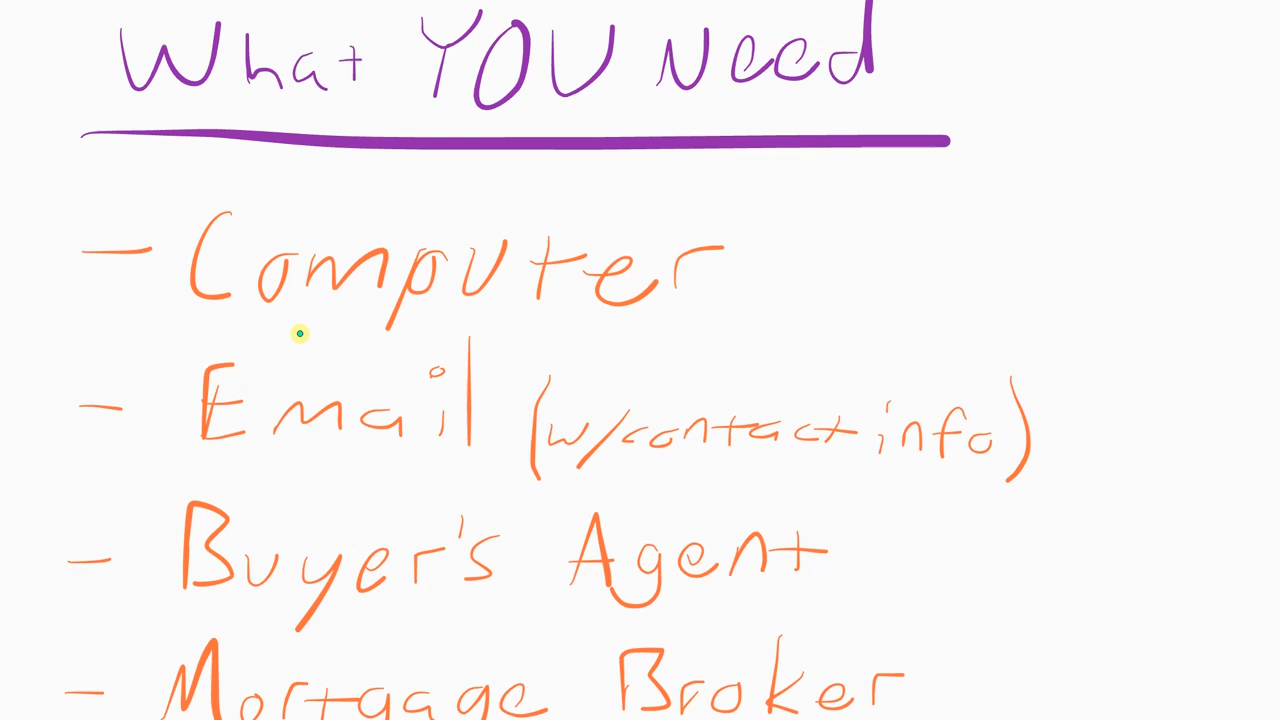 What YOU Need
- Computer
- Email (w/contact info)
- Buyer's Agent
- Mortgage Broker